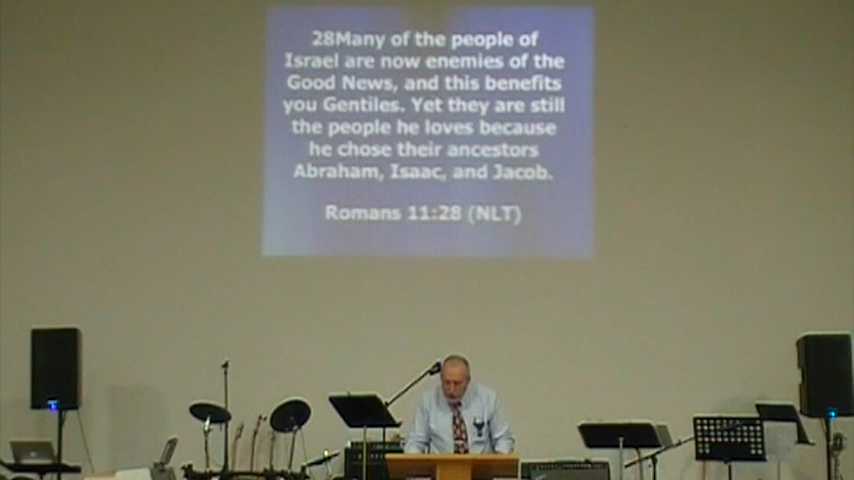 28Many of the people of
Israel are now enemies of the
Good News, and this benefits
you Gentiles. Yet they are still
the people he loves because
he chose their ancestors
Abraham, Isaac, and Jacob.
Romans 11:28 (NLT)